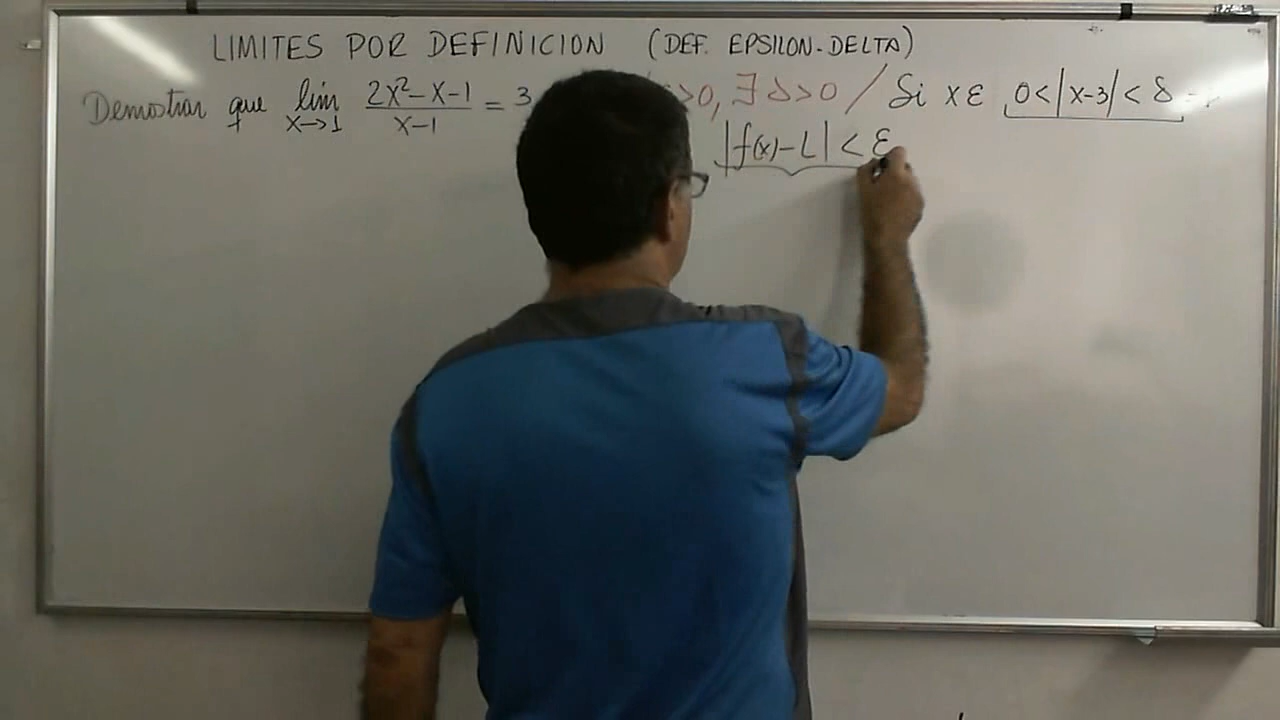 LIMITES POR DEFINICION (DEF. EPSILON-DELTA)
Demostrar que lim x→1 2x²-x-1 / x-1 = 3 >0, ∃ δ>0 / Si x ε 0<|x-3|<δ
|f(x)-L|<ε